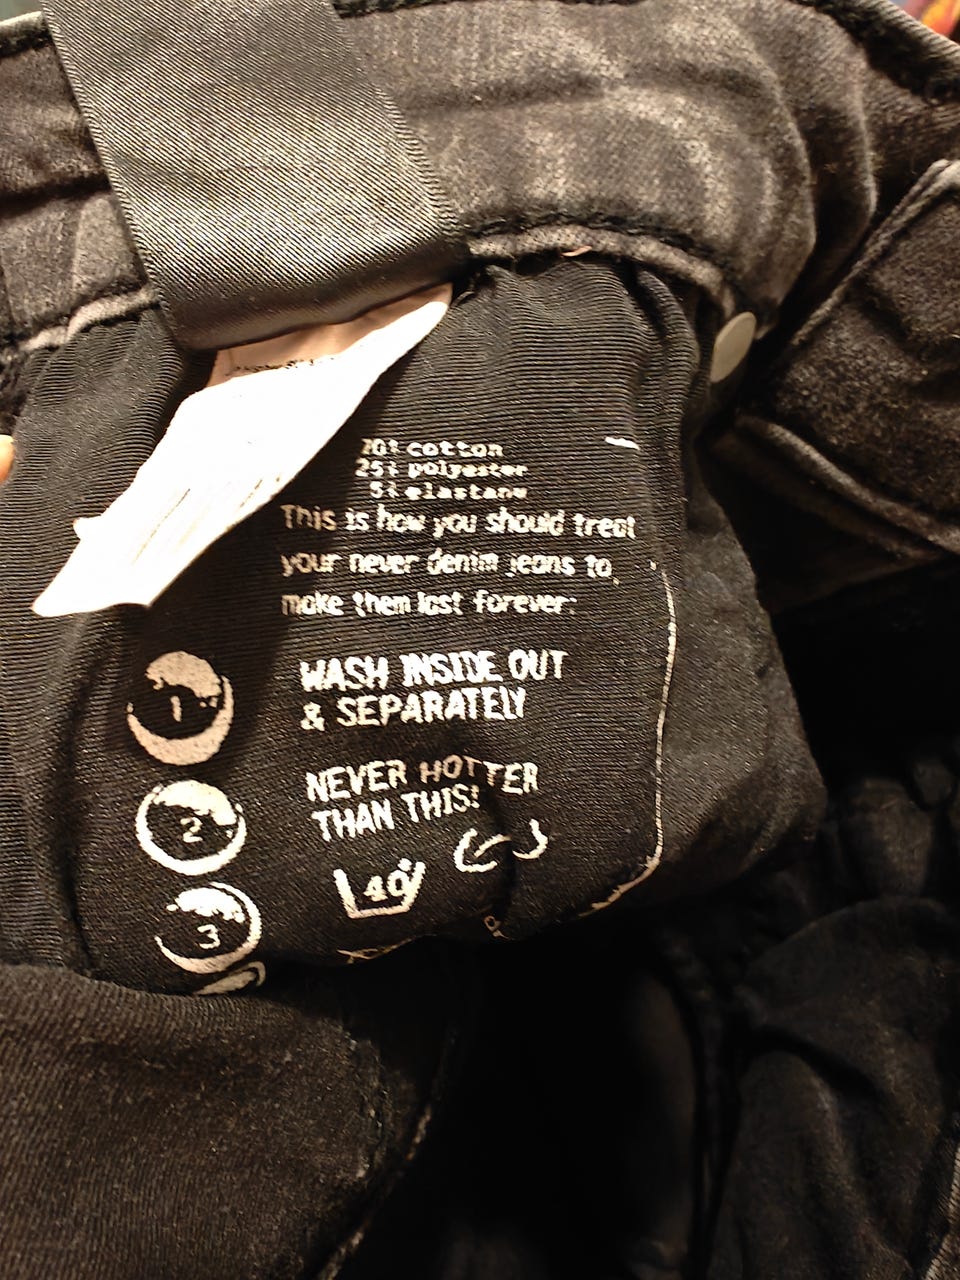 70% cotton
25% polyester
5% elastane
This is how you should treat
your never denim jeans to
make them last forever:
1
WASH INSIDE OUT
& SEPARATELY
2
NEVER HOTTER
THAN THIS!
40
3